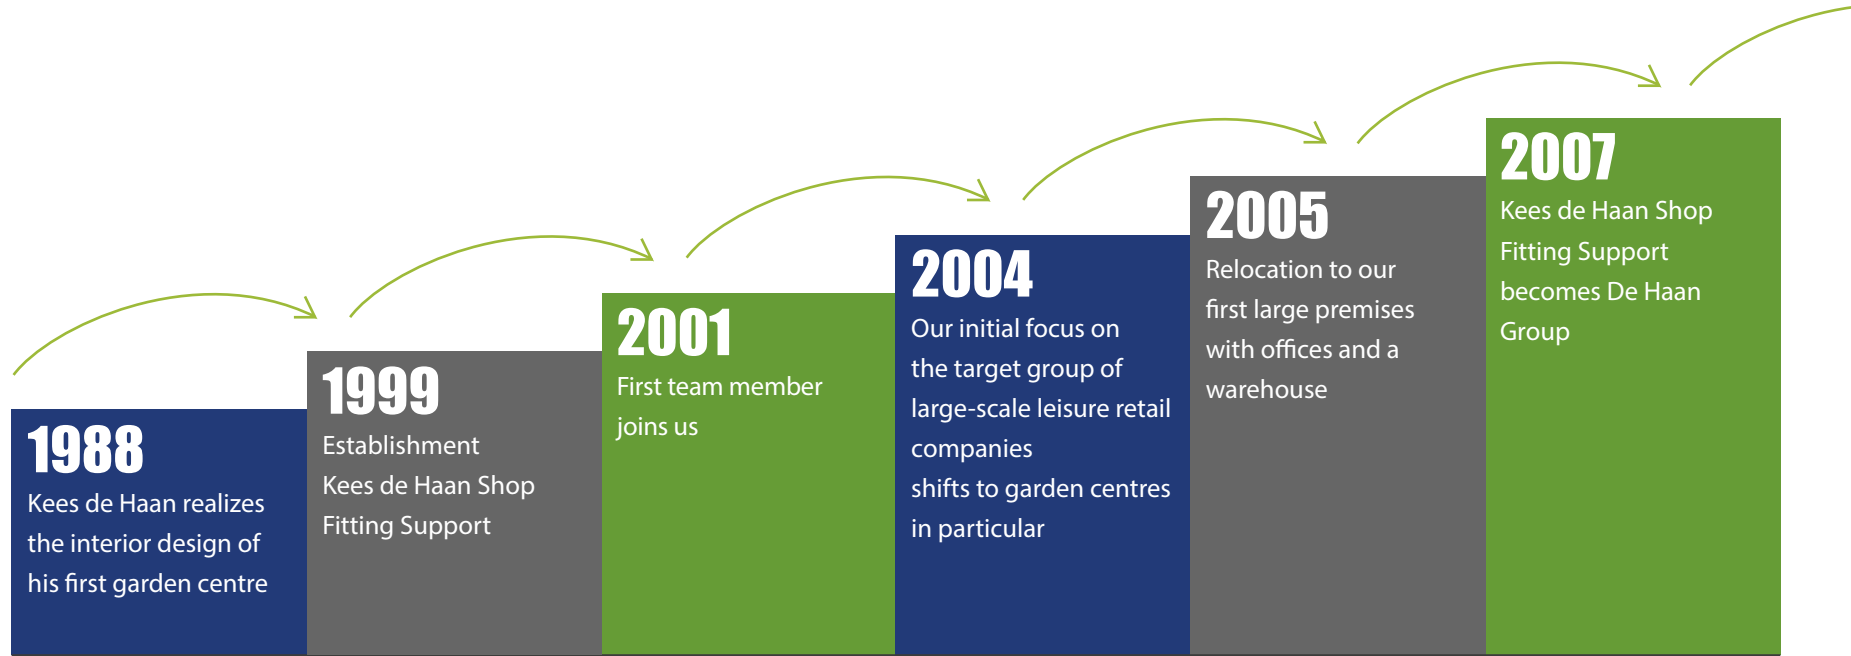 1988
Kees de Haan realizes
the interior design of
his first garden centre
1999
Establishment
Kees de Haan Shop
Fitting Support
2001
First team member
joins us
2004
Our initial focus on
the target group of
large-scale leisure retail
companies
shifts to garden centres
in particular
2005
Relocation to our
first large premises
with offices and a
warehouse
2007
Kees de Haan Shop
Fitting Support
becomes De Haan
Group